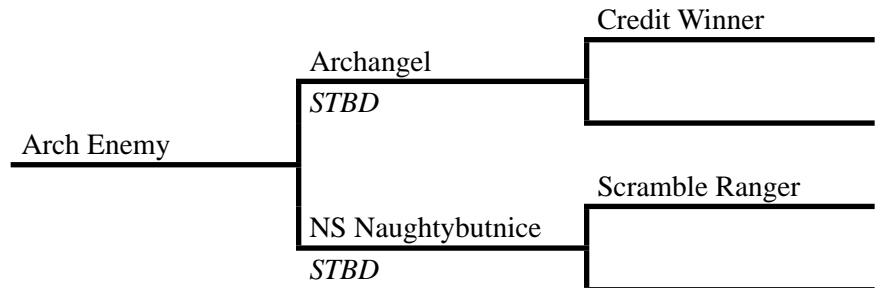 Credit Winner
Archangel
STBD
Arch Enemy
Scramble Ranger
NS Naughtybutnice
STBD